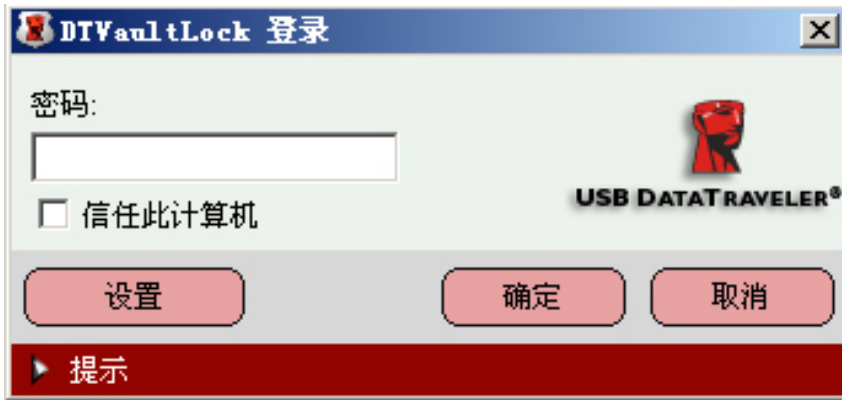 DTVaultLock 登录
密码:
信任此计算机
USB DATATRAVELER®
设置
确定
取消
提示